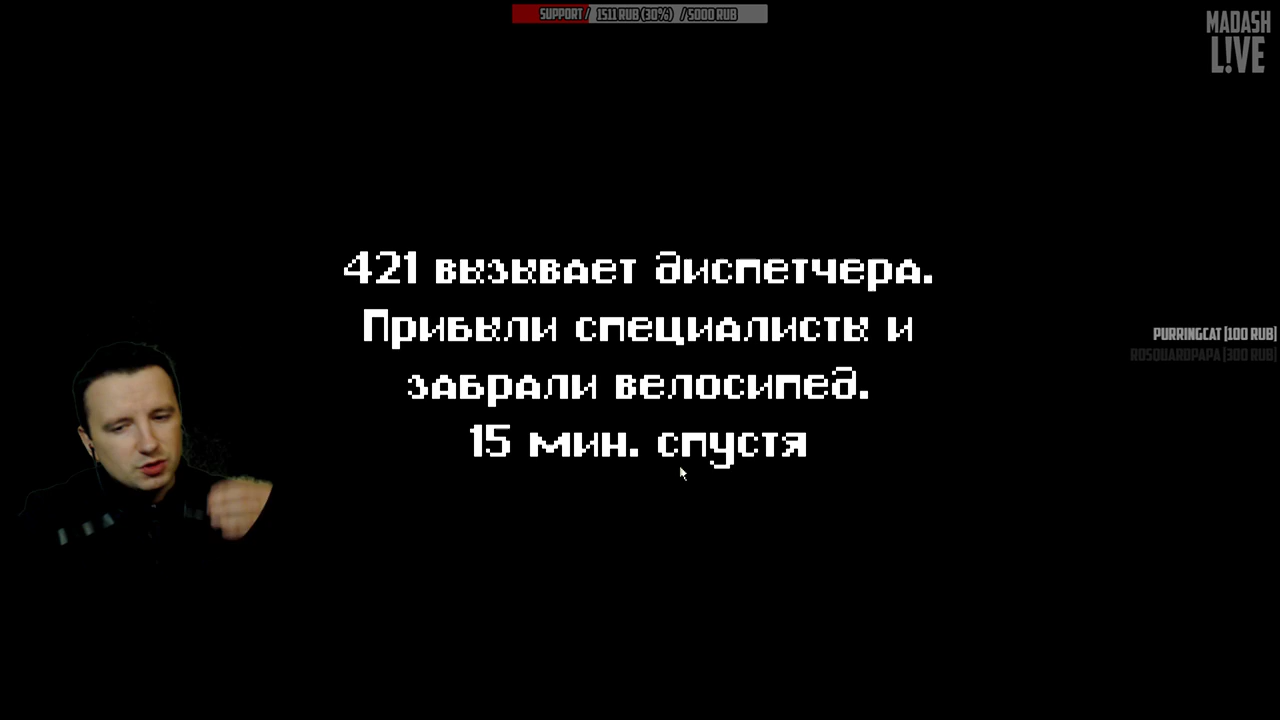 SUPPORT / 1511 RUB (30%) / 5000 RUB
MADASH
L!VE
421 вызывает диспетчера.
Прибыли специалисты и
забрали велосипед.
15 мин. спустя
PURRINGCAT [100 RUB]
ROSQUARDPAPA [300 RUB]